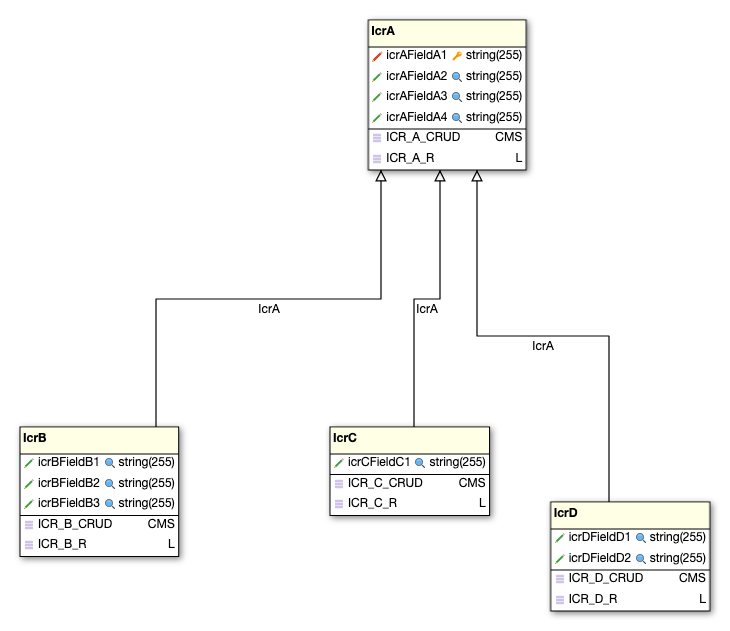 IcrA
icrAFieldA1 string(255)
icrAFieldA2 string(255)
icrAFieldA3 string(255)
icrAFieldA4 string(255)
ICR_A_CRUD CMS
ICR_A_R L
IcrA
IcrA
IcrA
IcrB
icrBFieldB1 string(255)
icrBFieldB2 string(255)
icrBFieldB3 string(255)
ICR_B_CRUD CMS
ICR_B_R L
IcrC
icrCFieldC1 string(255)
ICR_C_CRUD CMS
ICR_C_R L
IcrD
icrDFieldD1 string(255)
icrDFieldD2 string(255)
ICR_D_CRUD CMS
ICR_D_R L